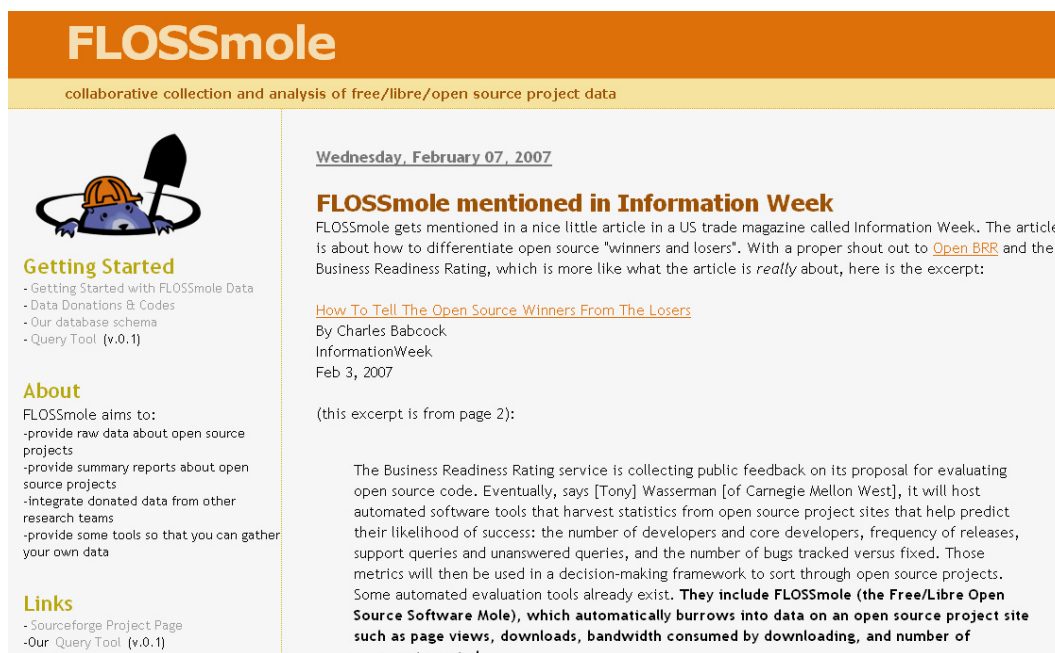 FLOSSmole
collaborative collection and analysis of free/libre/open source project data
Getting Started
- Getting Started with FLOSSmole Data
- Data Donations & Codes
- Our database schema
- Query Tool (v.0.1)
About
FLOSSmole aims to:
-provide raw data about open source
projects
-provide summary reports about open
source projects
-integrate donated data from other
research teams
-provide some tools so that you can gather
your own data
Links
- Sourceforge Project Page
-Our Query Tool (v.0.1)
Wednesday, February 07, 2007
FLOSSmole mentioned in Information Week
FLOSSmole gets mentioned in a nice little article in a US trade magazine called Information Week. The article
is about how to differentiate open source "winners and losers". With a proper shout out to Open BRR and the
Business Readiness Rating, which is more like what the article is really about, here is the excerpt:
How To Tell The Open Source Winners From The Losers
By Charles Babcock
InformationWeek
Feb 3, 2007
(this excerpt is from page 2):
The Business Readiness Rating service is collecting public feedback on its proposal for evaluating
open source code. Eventually, says [Tony] Wasserman [of Carnegie Mellon West], it will host
automated software tools that harvest statistics from open source project sites that help predict
their likelihood of success: the number of developers and core developers, frequency of releases,
support queries and unanswered queries, and the number of bugs tracked versus fixed. Those
metrics will then be used in a decision-making framework to sort through open source projects.
Some automated evaluation tools already exist. They include FLOSSmole (the Free/Libre Open
Source Software Mole), which automatically burrows into data on an open source project site
such as page views, downloads, bandwidth consumed by downloading, and number of